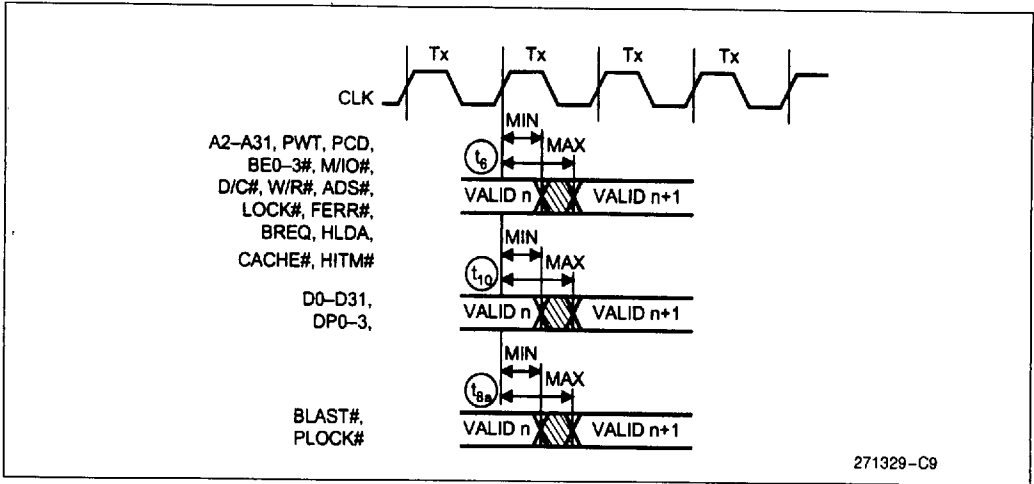 Tx Tx Tx Tx
CLK
MIN
MAX
A2–A31, PWT, PCD,
BE0–3#, M/IO#,
D/C#, W/R#, ADS#,
LOCK#, FERR#,
BREQ, HLDA,
CACHE#, HITM#
t6
VALID n VALID n+1
MIN
MAX
t10
D0–D31,
DP0–3,
VALID n VALID n+1
MIN
MAX
t8a
BLAST#,
PLOCK#
VALID n VALID n+1
271329–C9